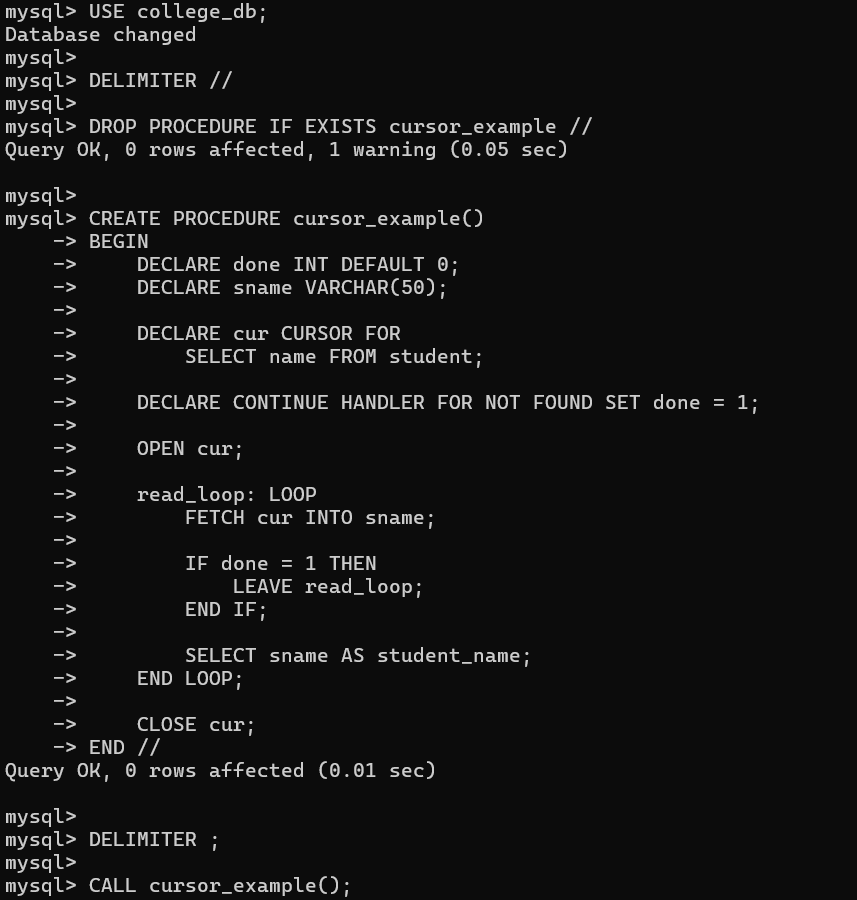 mysql> USE college_db;
Database changed
mysql>
mysql> DELIMITER //
mysql>
mysql> DROP PROCEDURE IF EXISTS cursor_example //
Query OK, 0 rows affected, 1 warning (0.05 sec)

mysql>
mysql> CREATE PROCEDURE cursor_example()
    -> BEGIN
    ->     DECLARE done INT DEFAULT 0;
    ->     DECLARE sname VARCHAR(50);
    ->
    ->     DECLARE cur CURSOR FOR
    ->         SELECT name FROM student;
    ->
    ->     DECLARE CONTINUE HANDLER FOR NOT FOUND SET done = 1;
    ->
    ->     OPEN cur;
    ->
    ->     read_loop: LOOP
    ->         FETCH cur INTO sname;
    ->
    ->         IF done = 1 THEN
    ->             LEAVE read_loop;
    ->         END IF;
    ->
    ->         SELECT sname AS student_name;
    ->     END LOOP;
    ->
    ->     CLOSE cur;
    -> END //
Query OK, 0 rows affected (0.01 sec)

mysql>
mysql> DELIMITER ;
mysql>
mysql> CALL cursor_example();